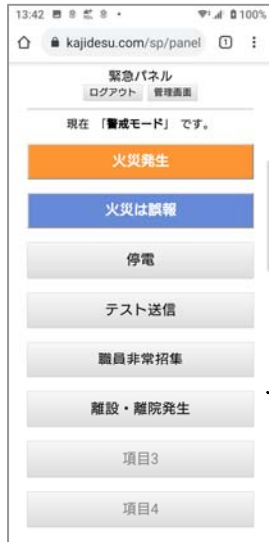 13:42
100%
kajidesu.com/sp/panel
1
緊急パネル
ログアウト 管理画面
現在 「警戒モード」 です。
火災発生
火災は誤報
停電
テスト送信
職員非常招集
離設・離院発生
項目3
項目4